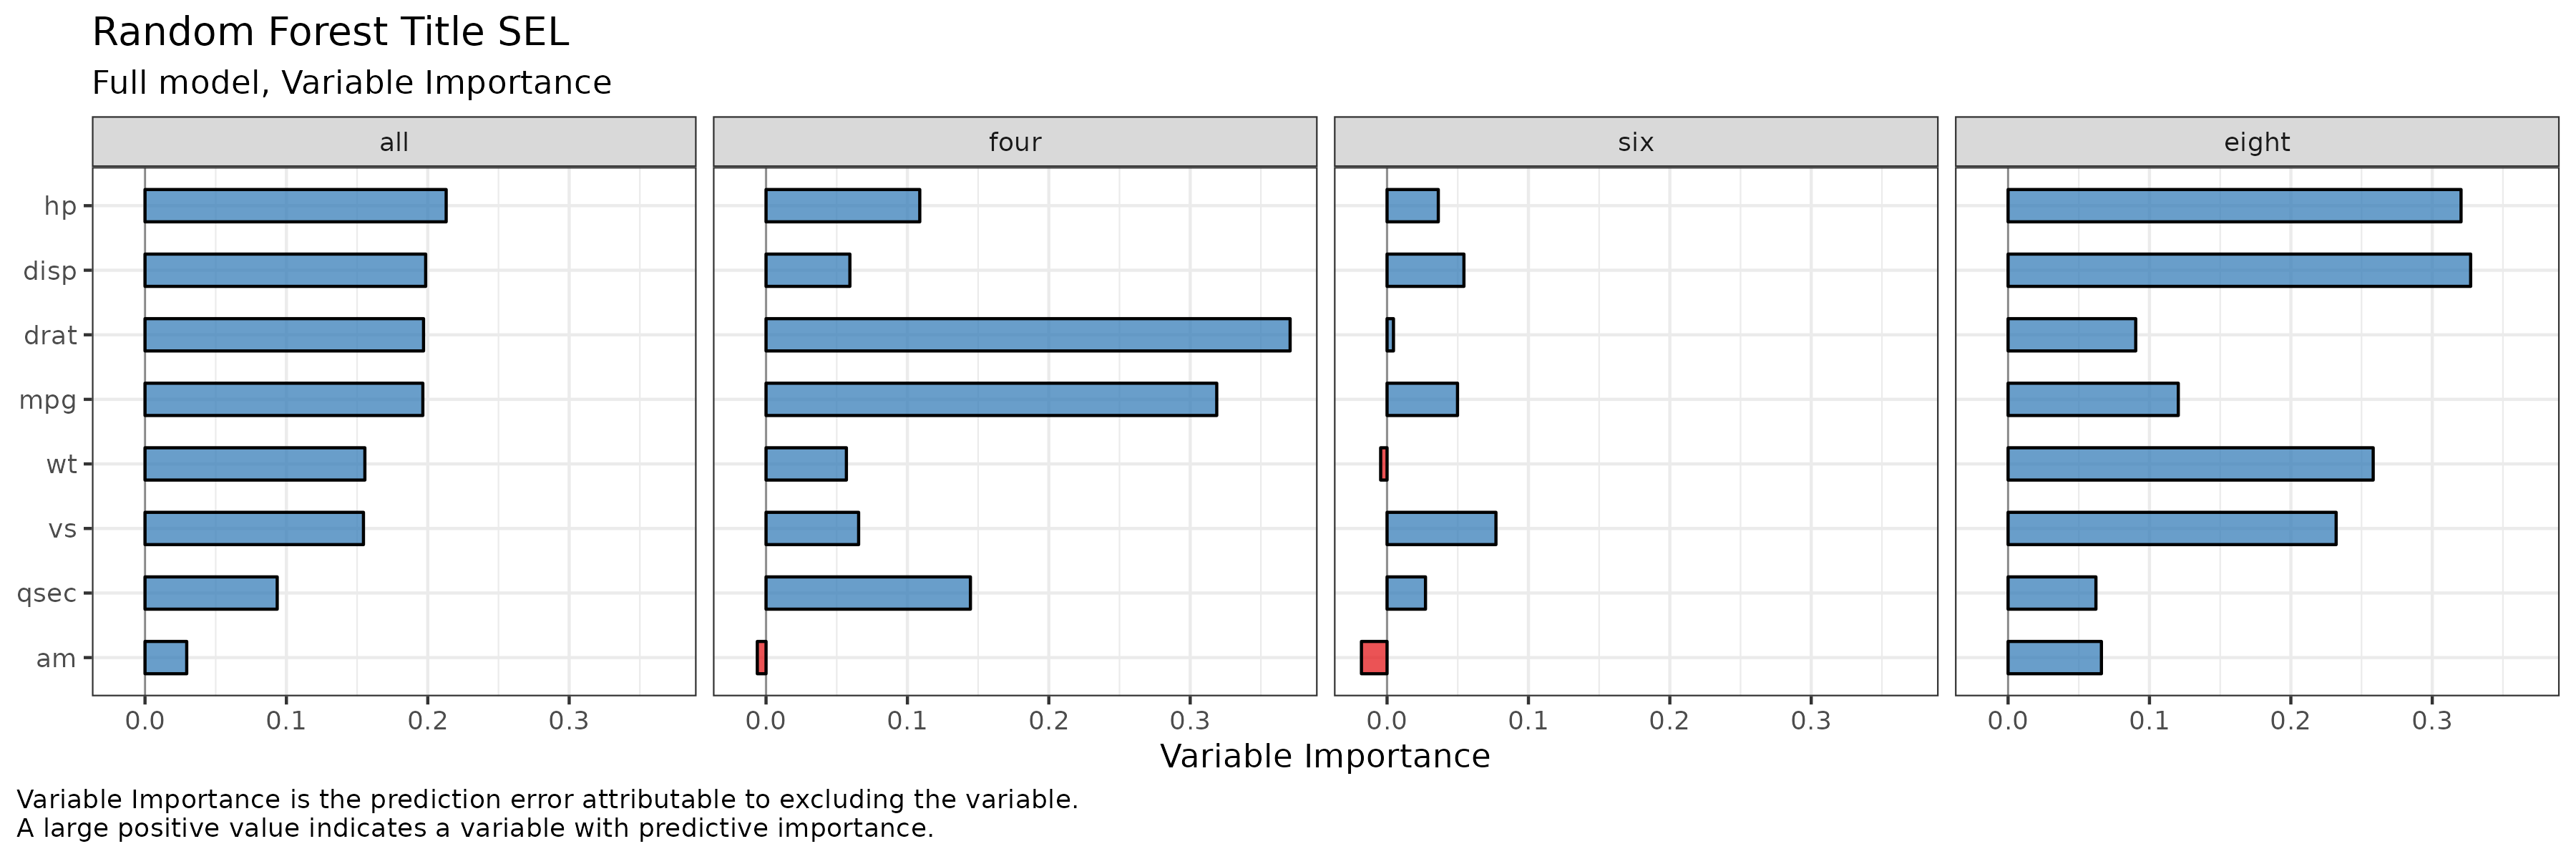 Random Forest Title SEL
Full model, Variable Importance
all four six eight
hp
disp
drat
mpg
wt
vs
qsec
am
0.0 0.1 0.2 0.3 0.0 0.1 0.2 0.3 0.0 0.1 0.2 0.3 0.0 0.1 0.2 0.3
Variable Importance
Variable Importance is the prediction error attributable to excluding the variable.
A large positive value indicates a variable with predictive importance.